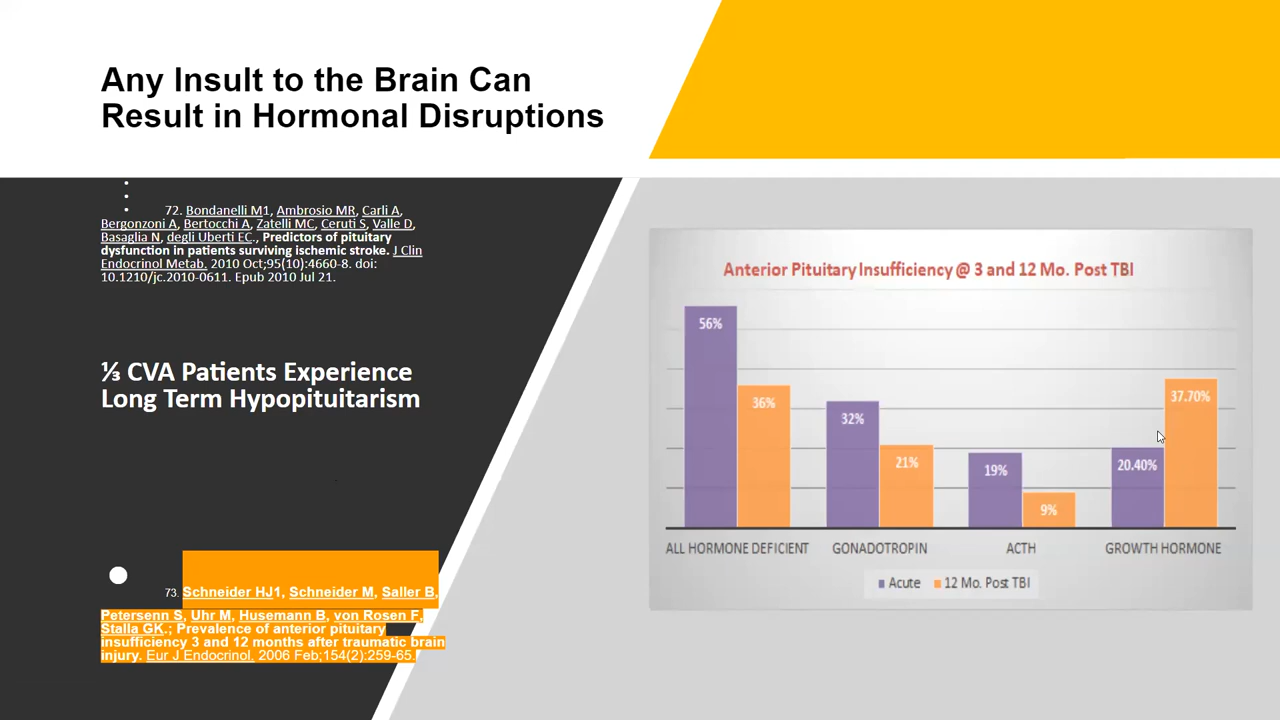 Any Insult to the Brain Can
Result in Hormonal Disruptions
72. Bondanelli M1, Ambrosio MR, Carli A,
Bergonzoni A, Bertocchi A, Zatelli MC, Ceruti S, Valle D,
Basaglia N, degli Uberti EC., Predictors of pituitary
dysfunction in patients surviving ischemic stroke. J Clin
Endocrinol Metab. 2010 Oct;95(10):4660-8. doi:
10.1210/jc.2010-0611. Epub 2010 Jul 21.
⅓ CVA Patients Experience
Long Term Hypopituitarism
73. Schneider HJ1, Schneider M, Saller B,
Petersenn S, Uhr M, Husemann B, von Rosen F,
Stalla GK.; Prevalence of anterior pituitary
insufficiency 3 and 12 months after traumatic brain
injury. Eur J Endocrinol. 2006 Feb;154(2):259-65.
Anterior Pituitary Insufficiency @ 3 and 12 Mo. Post TBI
56%
36%
32%
21%
19%
9%
20.40%
37.70%
ALL HORMONE DEFICIENT
GONADOTROPIN
ACTH
GROWTH HORMONE
Acute
12 Mo. Post TBI